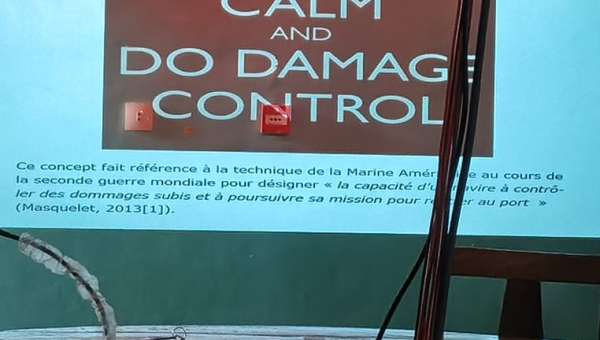 CALM
AND
DO DAMAGE
CONTROL
Ce concept fait référence à la technique de la Marine au cours de
la seconde guerre mondiale pour désigner « la capacité à contrô-
ler des dommages subis et à poursuivre sa mission pour au port »
(Masquelet, 2013[1]).